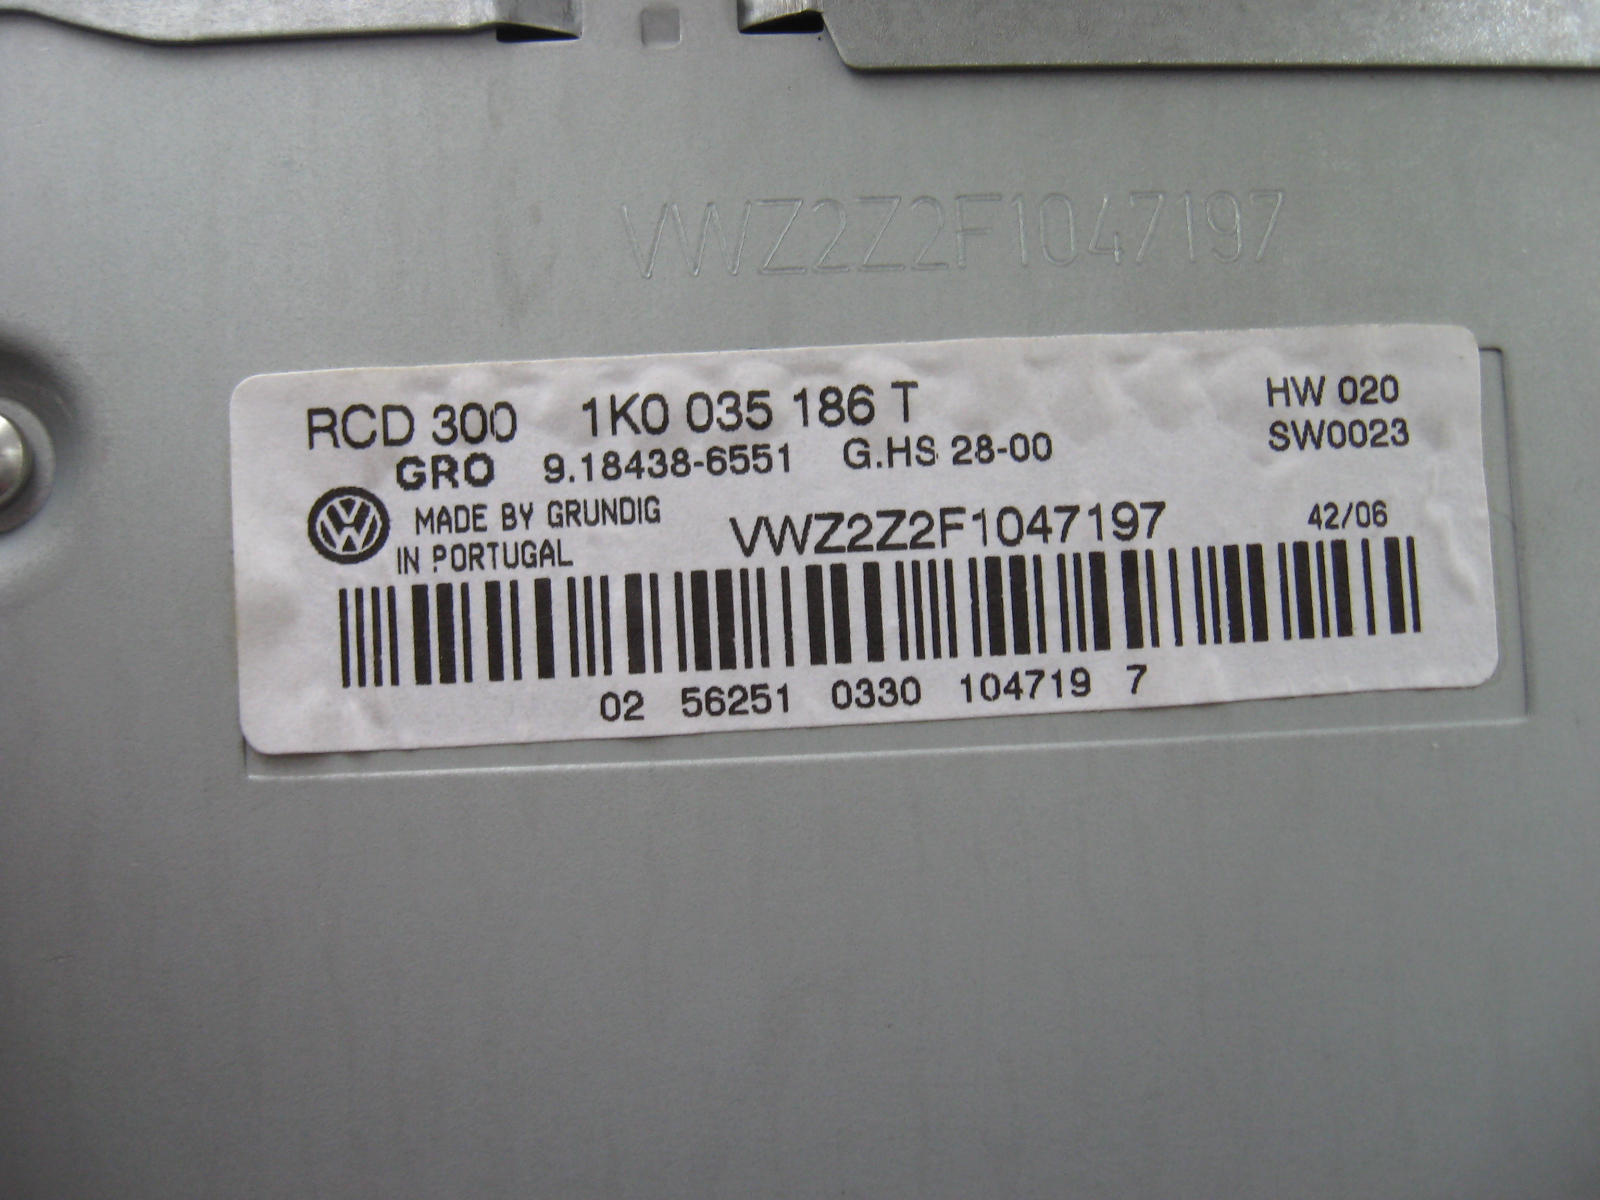 VWZ2Z2F1047197
RCD 300 1K0 035 186 T HW 020
GRO 9.18438-6551 G.HS 28-00 SW0023
MADE BY GRUNDIG VWZ2Z2F1047197 42/06
IN PORTUGAL
02 56251 0330 104719 7